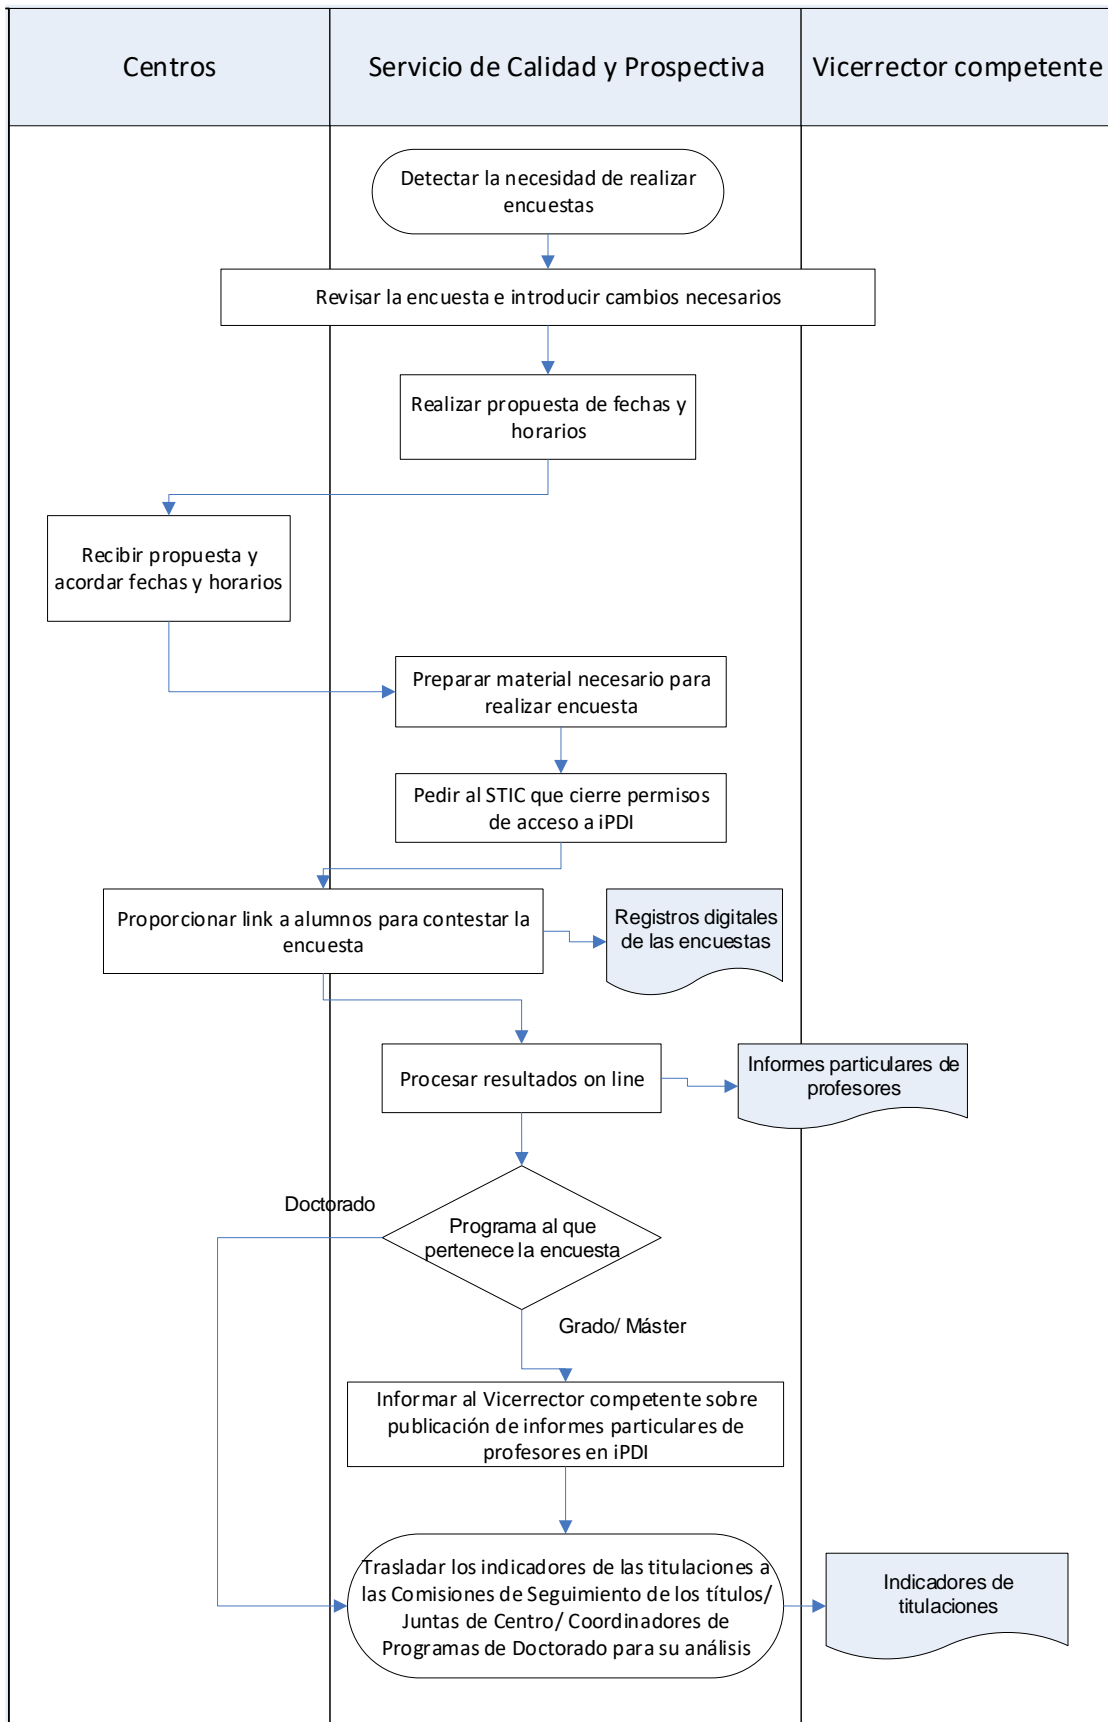 Centros
Servicio de Calidad y Prospectiva
Vicerrector competente
Detectar la necesidad de realizar
encuestas
Revisar la encuesta e introducir cambios necesarios
Realizar propuesta de fechas y
horarios
Recibir propuesta y
acordar fechas y horarios
Preparar material necesario para
realizar encuesta
Pedir al STIC que cierre permisos
de acceso a iPDI
Proporcionar link a alumnos para contestar la
encuesta
Registros digitales
de las encuestas
Procesar resultados on line
Informes particulares de
profesores
Doctorado
Programa al que
pertenece la encuesta
Grado/ Máster
Informar al Vicerrector competente sobre
publicación de informes particulares de
profesores en iPDI
Trasladar los indicadores de las titulaciones a
las Comisiones de Seguimiento de los títulos/
Juntas de Centro/ Coordinadores de
Programas de Doctorado para su análisis
Indicadores de
titulaciones